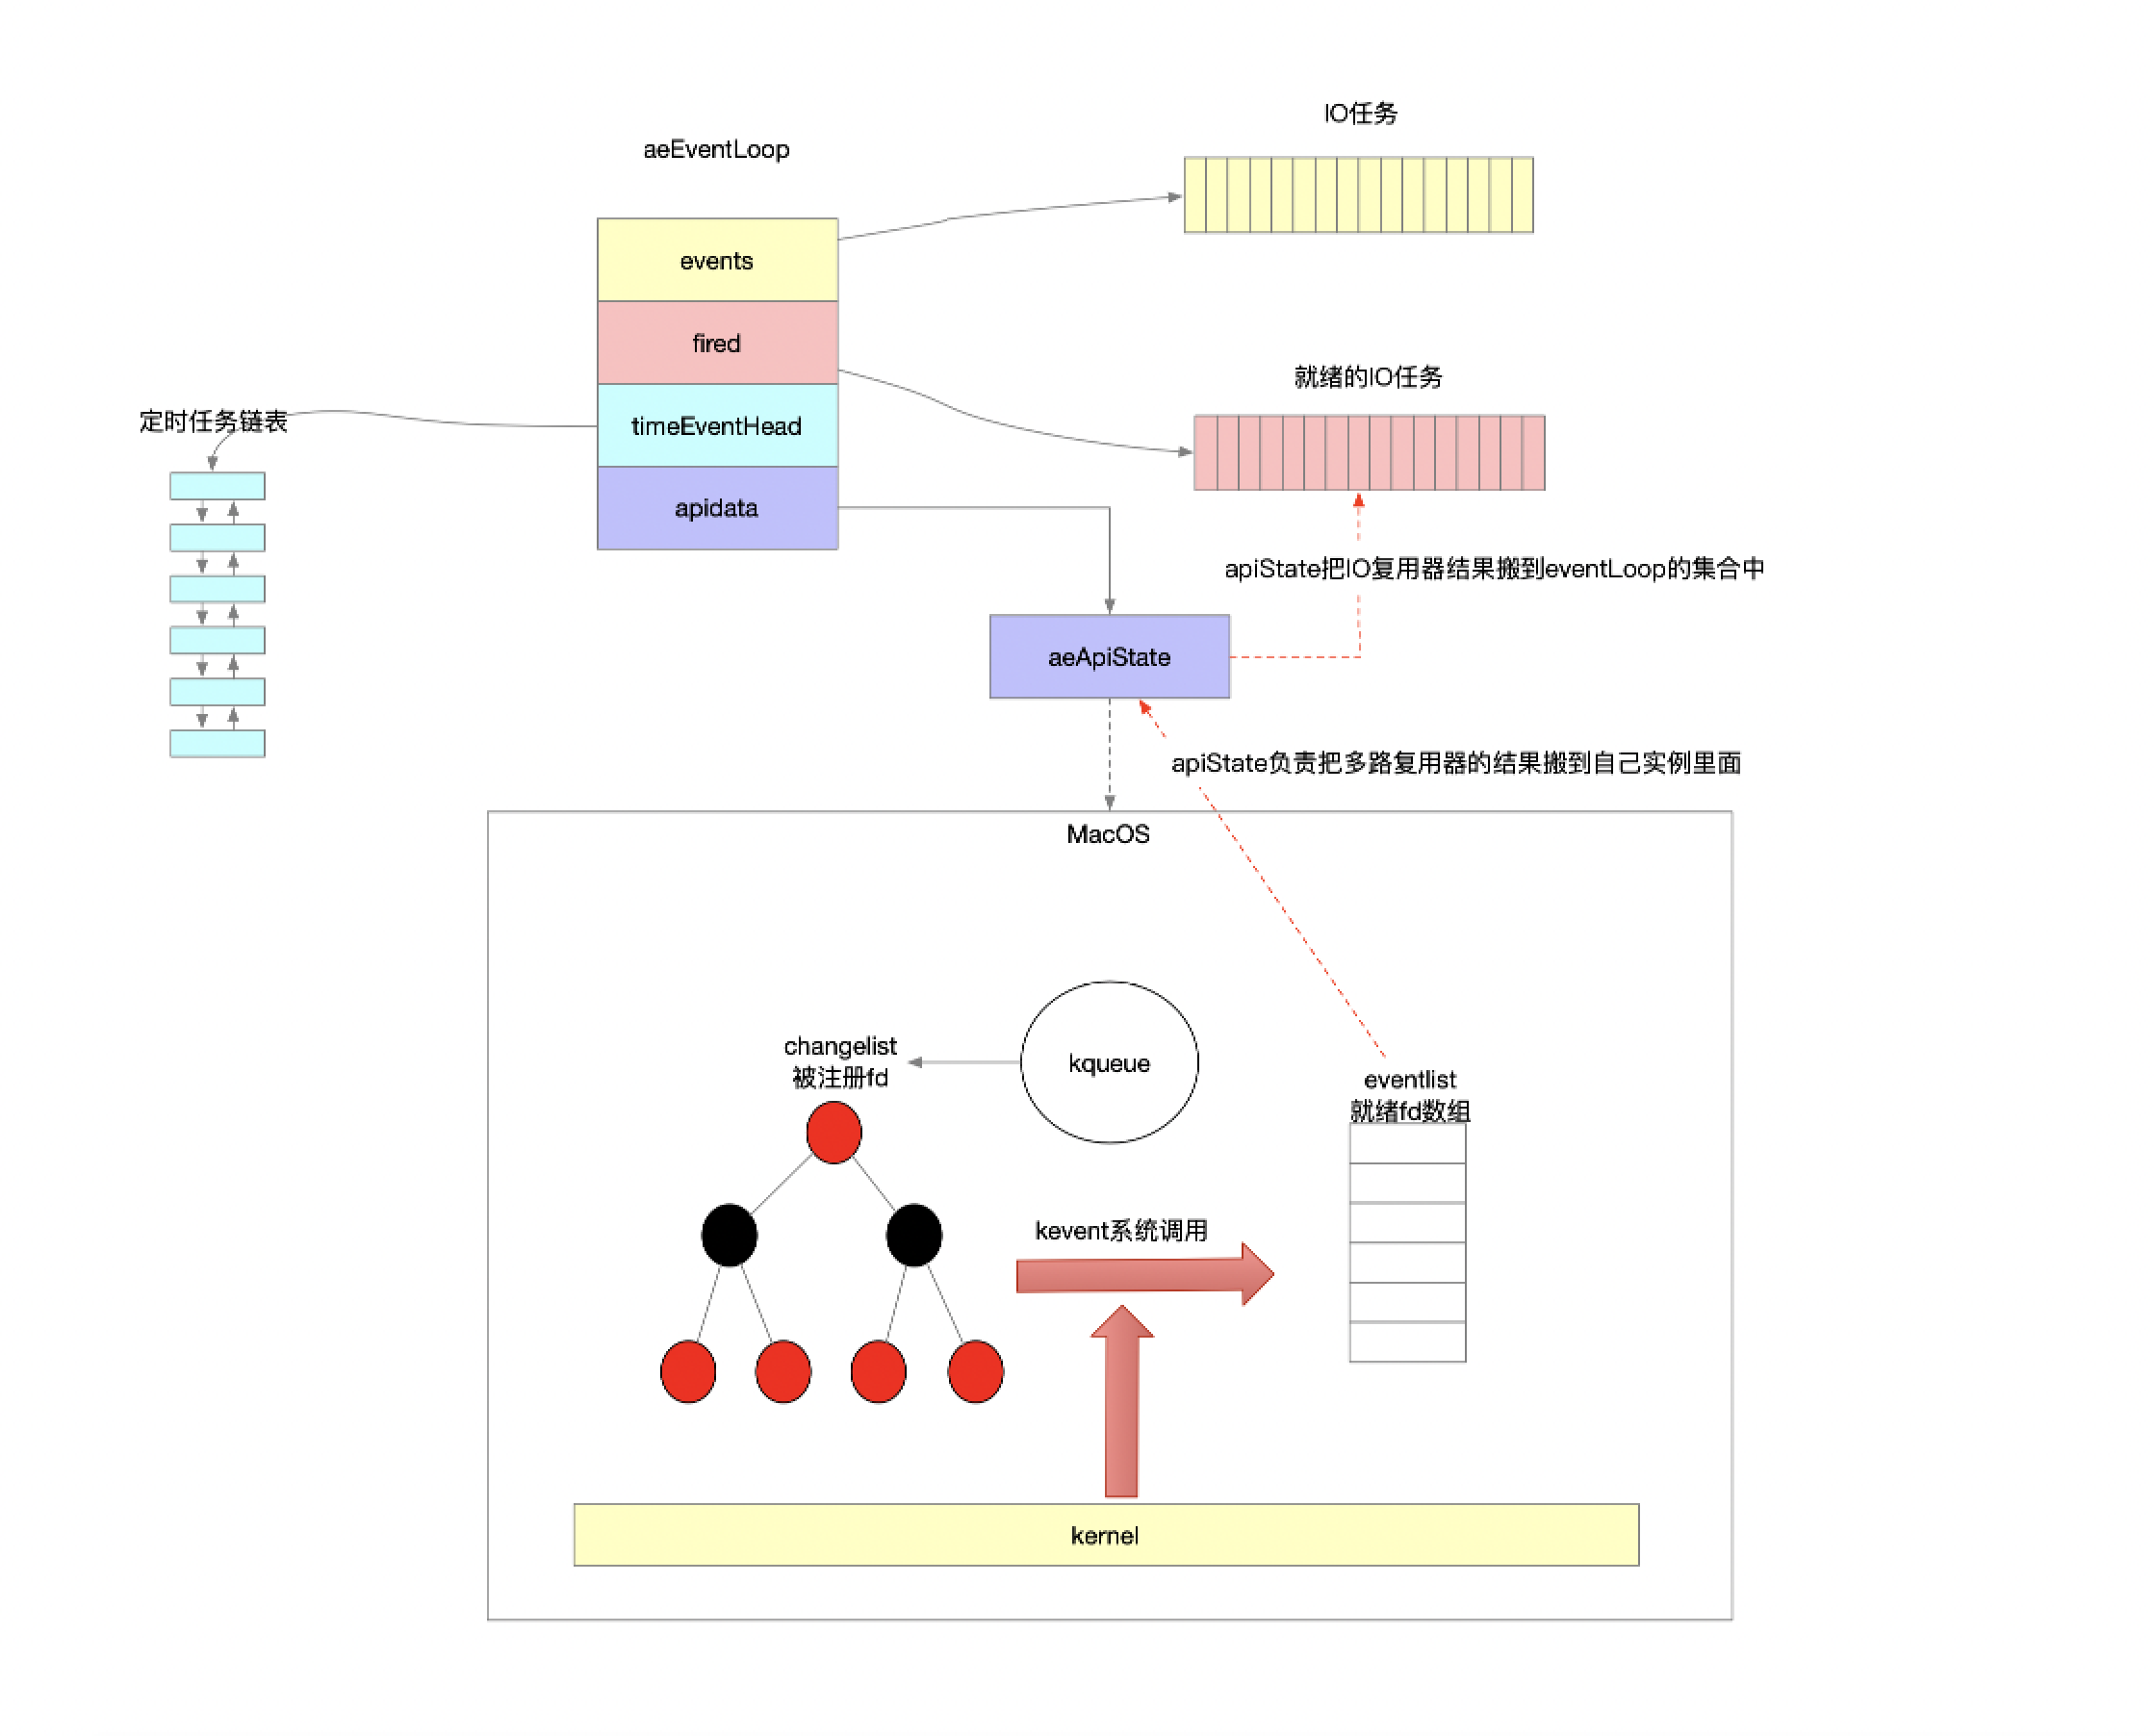 IO任务
aeEventLoop
events
fired
就绪的IO任务
定时任务链表
timeEventHead
apidata
apiState把IO复用器结果搬到eventLoop的集合中
aeApiState
apiState负责把多路复用器的结果搬到自己实例里面
MacOS
changelist
被注册fd
kqueue
eventlist
就绪fd数组
kevent系统调用
kernel